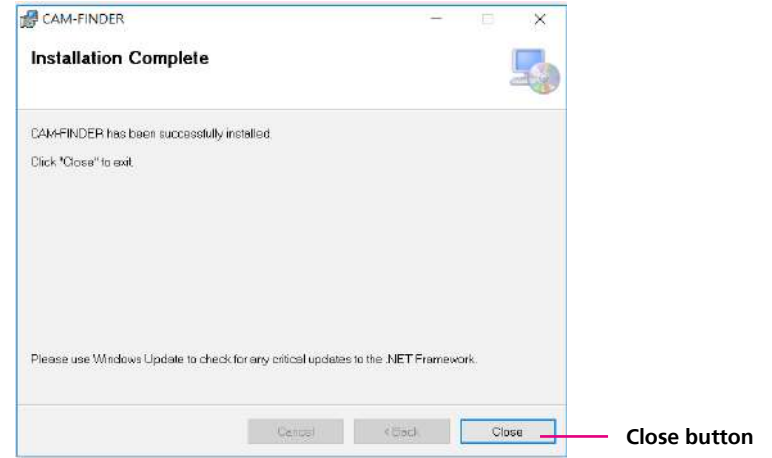 CAM-FINDER
Installation Complete
CAM-FINDER has been successfully installed.
Click "Close" to exit.
Please use Windows Update to check for any critical updates to the .NET Framework.
Cancel
< Back
Close
Close button